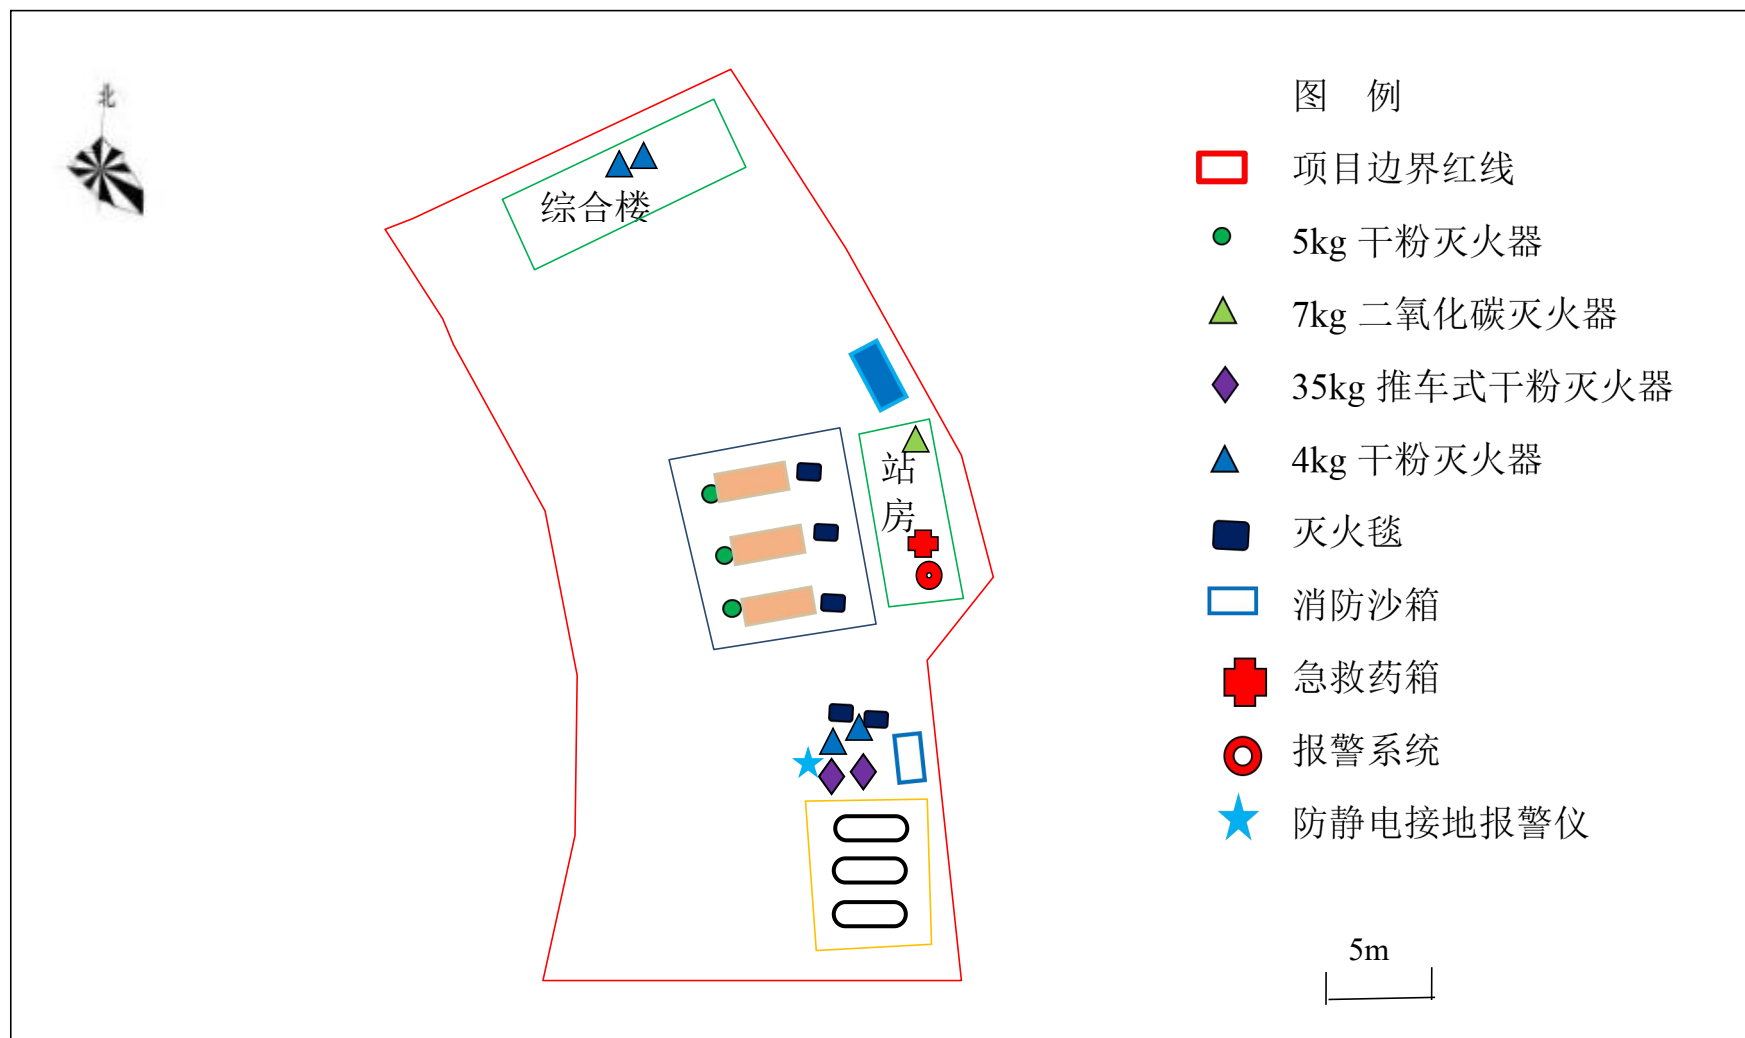 北
综合楼
站
房
图 例
项目边界红线
5kg 干粉灭火器
7kg 二氧化碳灭火器
35kg 推车式干粉灭火器
4kg 干粉灭火器
灭火毯
消防沙箱
急救药箱
报警系统
防静电接地报警仪
5m